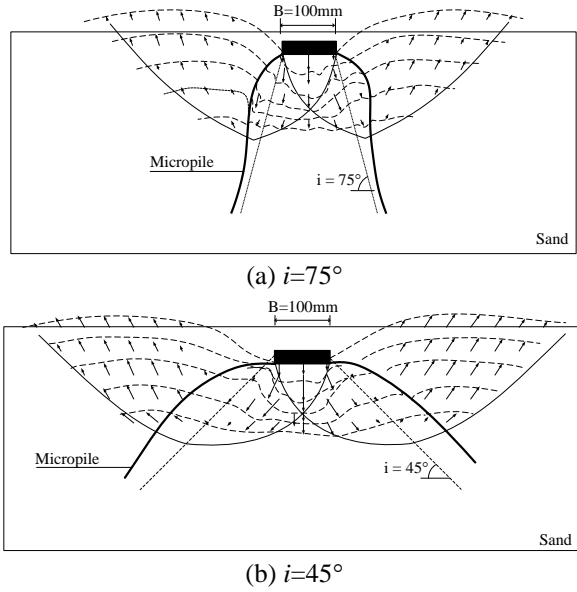 B=100mm
Micropile
i = 75°
Sand
(a) i=75°
B=100mm
Micropile
i = 45°
Sand
(b) i=45°